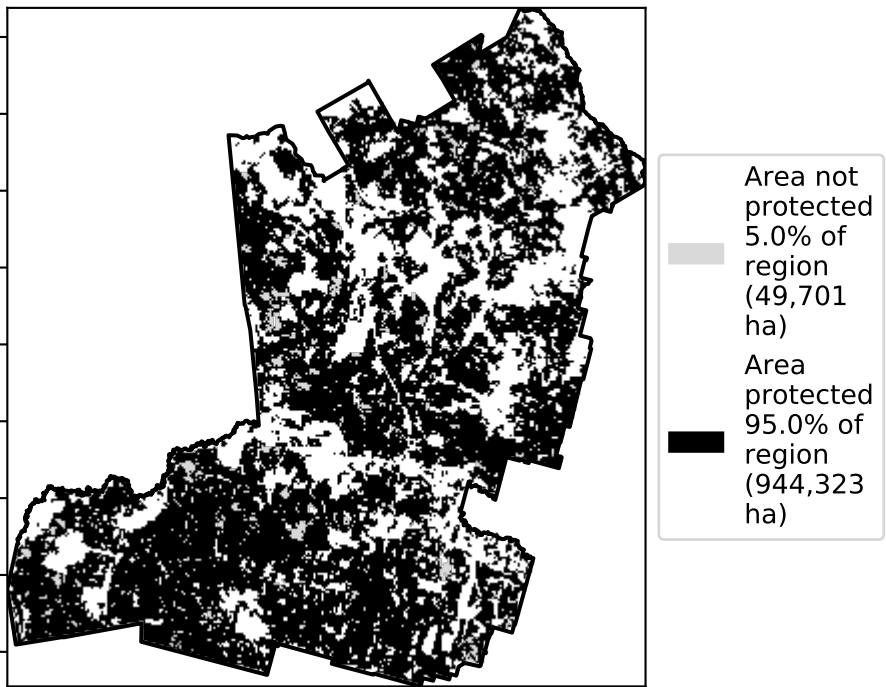 Area not
protected
5.0% of
region
(49,701
ha)
Area
protected
95.0% of
region
(944,323
ha)